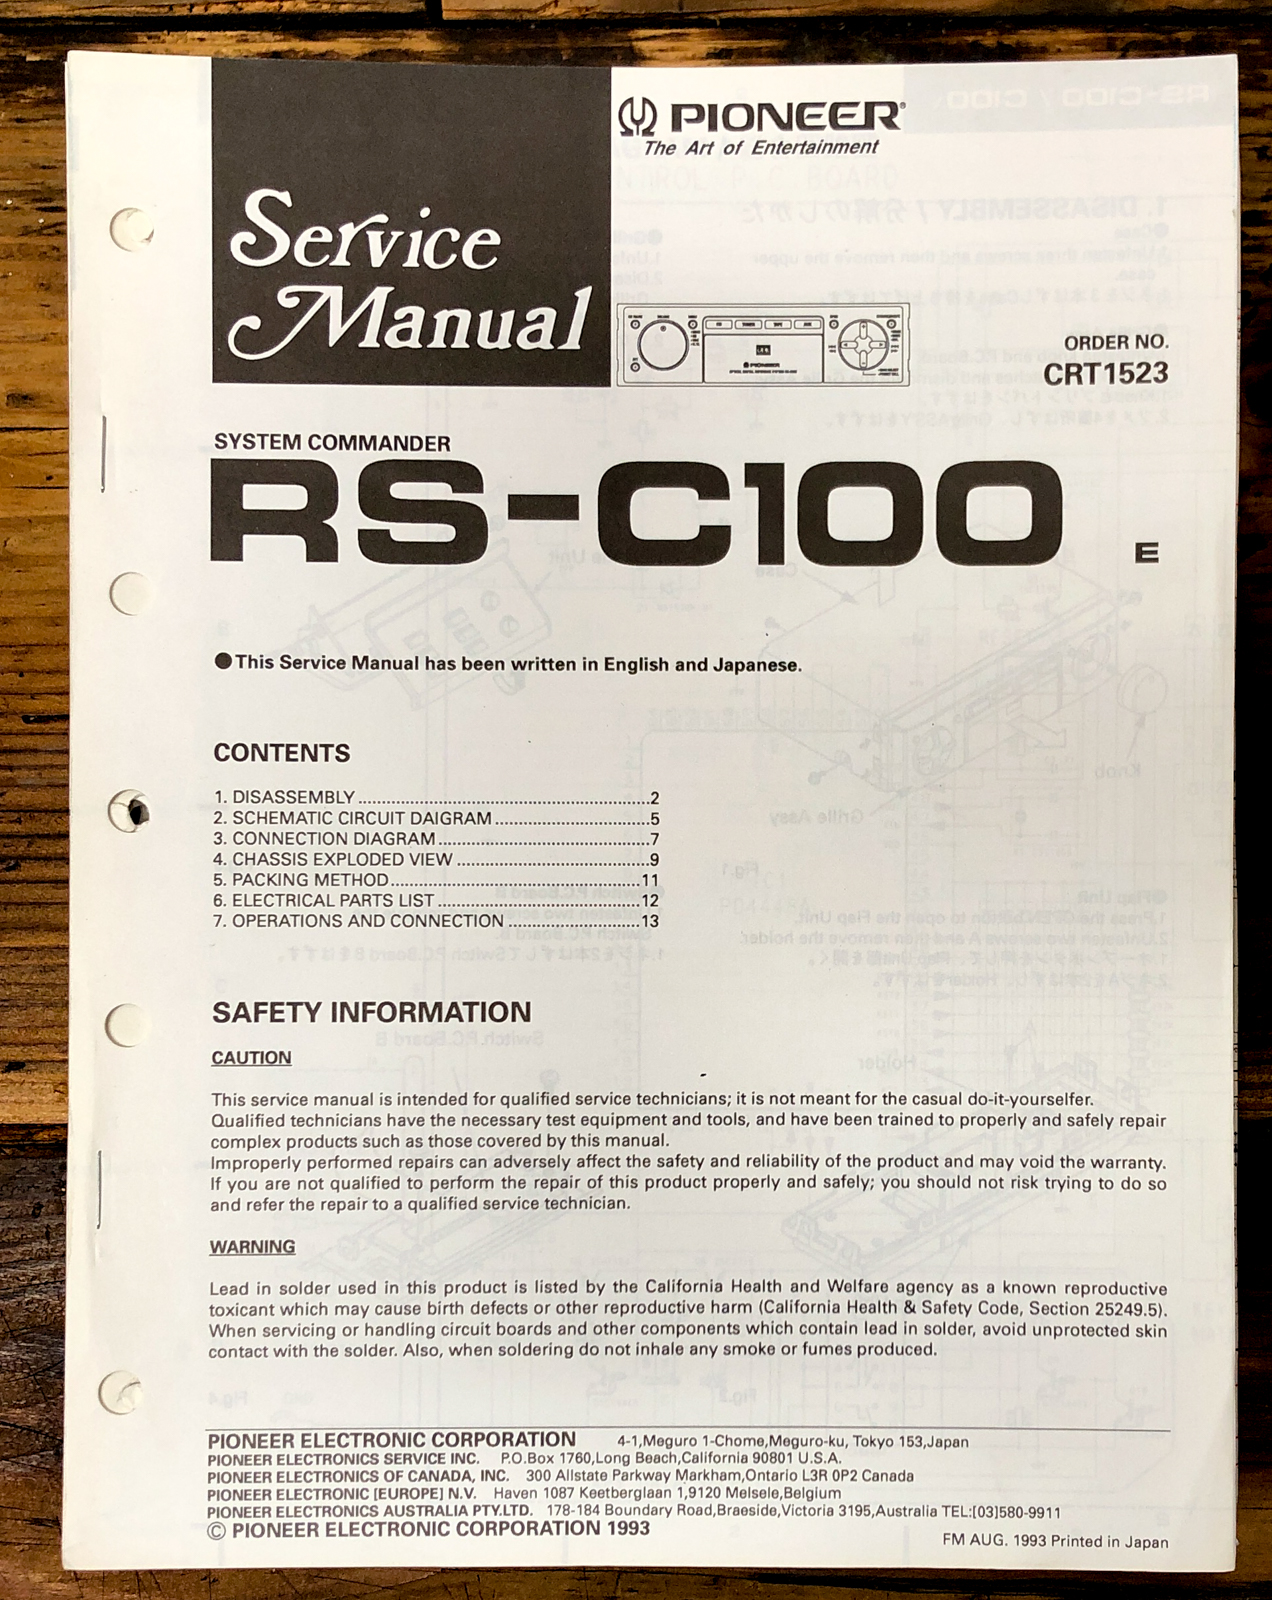 Service
Manual
PIONEER®
The Art of Entertainment
ORDER NO.
CRT1523
SYSTEM COMMANDER
RS-C100
E
●This Service Manual has been written in English and Japanese.
CONTENTS
1. DISASSEMBLY ..........................................................2
2. SCHEMATIC CIRCUIT DAIGRAM ...............................5
3. CONNECTION DIAGRAM ..........................................7
4. CHASSIS EXPLODED VIEW .......................................9
5. PACKING METHOD ..................................................11
6. ELECTRICAL PARTS LIST ........................................12
7. OPERATIONS AND CONNECTION ..........................13
SAFETY INFORMATION
CAUTION
This service manual is intended for qualified service technicians; it is not meant for the casual do-it-yourselfer.
Qualified technicians have the necessary test equipment and tools, and have been trained to properly and safely repair
complex products such as those covered by this manual.
Improperly performed repairs can adversely affect the safety and reliability of the product and may void the warranty.
If you are not qualified to perform the repair of this product properly and safely; you should not risk trying to do so
and refer the repair to a qualified service technician.
WARNING
Lead in solder used in this product is listed by the California Health and Welfare agency as a known reproductive
toxicant which may cause birth defects or other reproductive harm (California Health & Safety Code, Section 25249.5).
When servicing or handling circuit boards and other components which contain lead in solder, avoid unprotected skin
contact with the solder. Also, when soldering do not inhale any smoke or fumes produced.
PIONEER ELECTRONIC CORPORATION 4-1,Meguro 1-Chome,Meguro-ku, Tokyo 153,Japan
PIONEER ELECTRONICS SERVICE INC. P.O.Box 1760,Long Beach,California 90801 U.S.A.
PIONEER ELECTRONICS OF CANADA, INC. 300 Allstate Parkway Markham,Ontario L3R 0P2 Canada
PIONEER ELECTRONIC [EUROPE] N.V. Haven 1087 Keetberglaan 1,9120 Melsele,Belgium
PIONEER ELECTRONICS AUSTRALIA PTY.LTD. 178-184 Boundary Road,Braeside,Victoria 3195,Australia TEL:[03]580-9911
© PIONEER ELECTRONIC CORPORATION 1993
FM AUG. 1993 Printed in Japan